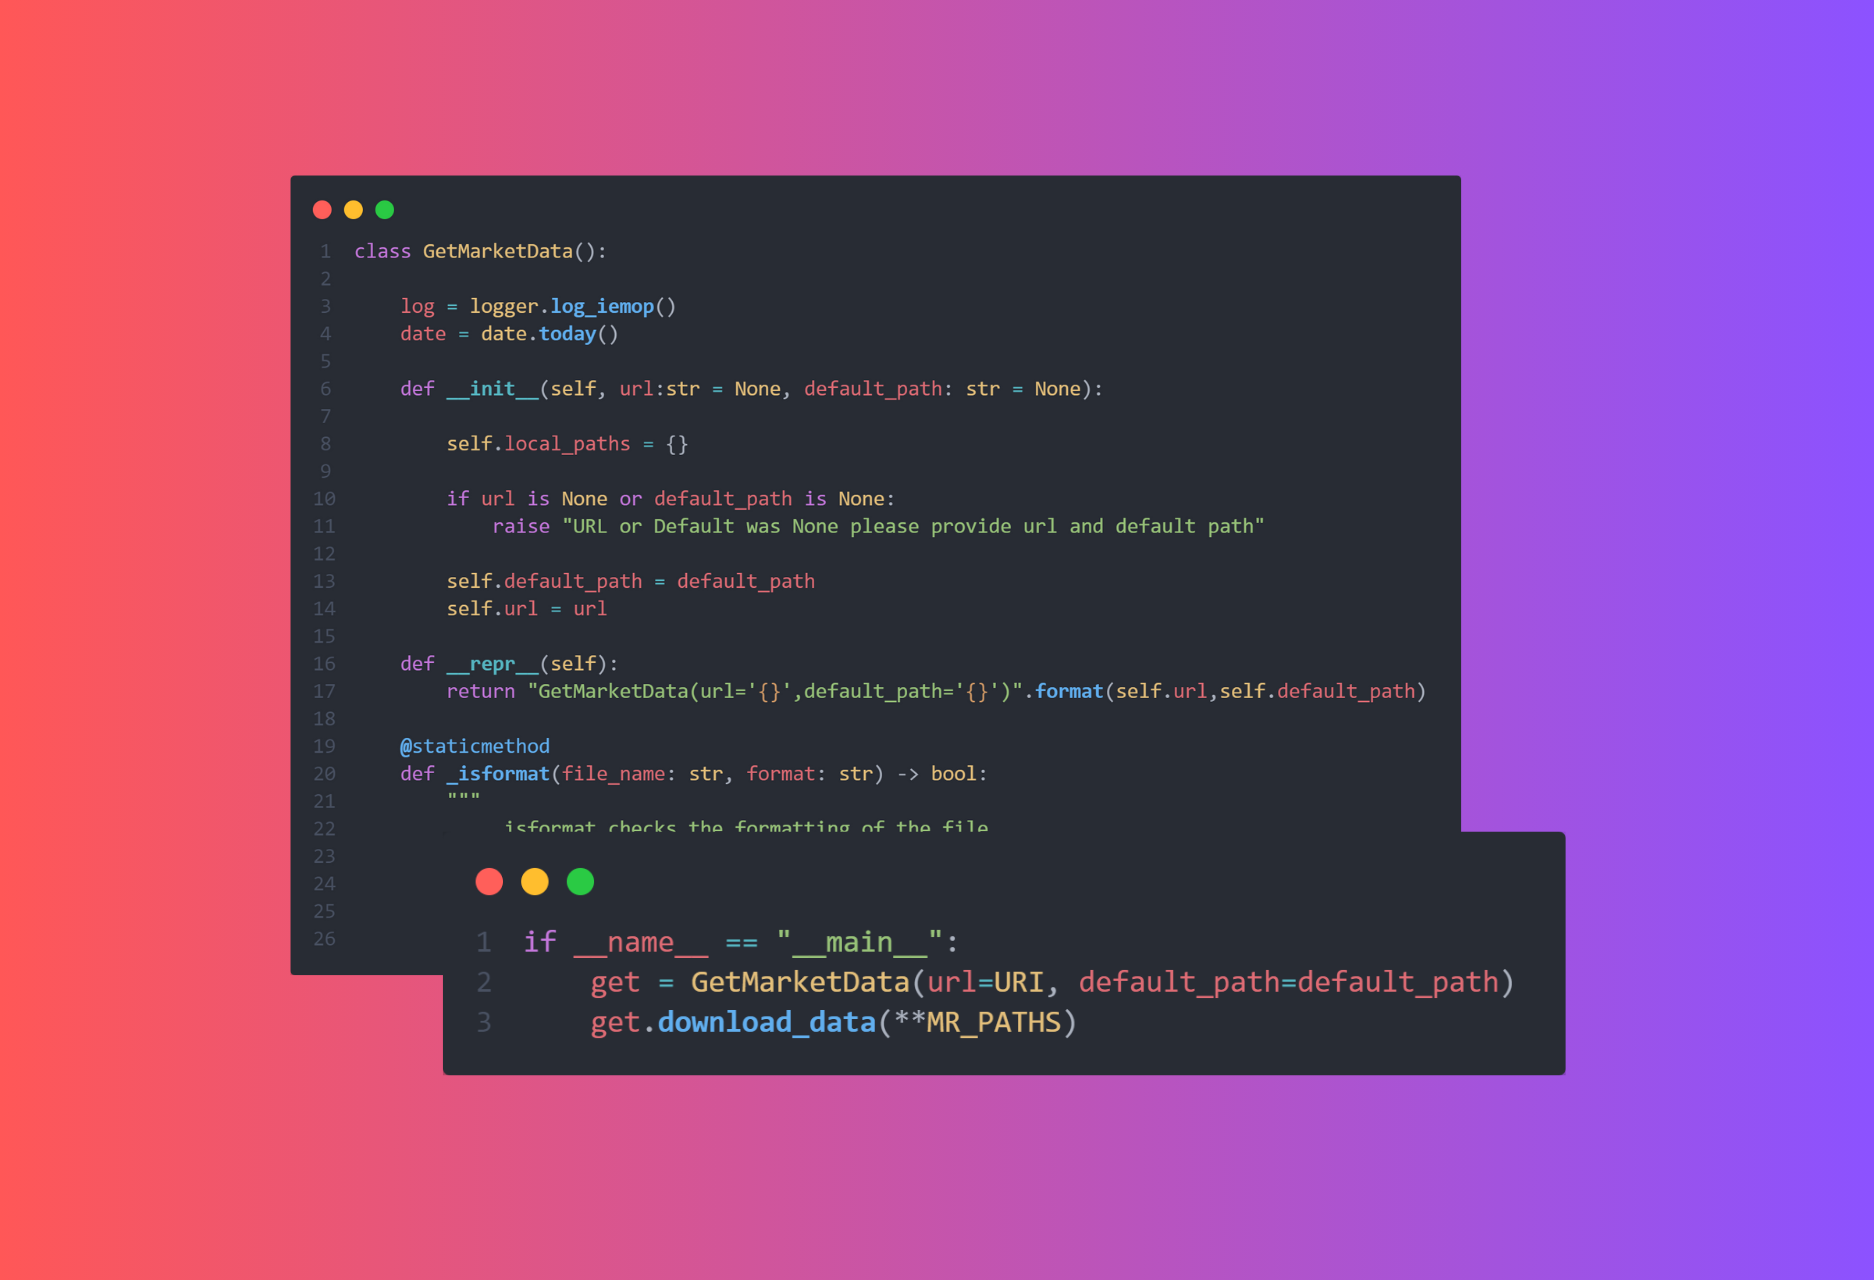 1 class GetMarketData():
2
3     log = logger.log_iemop()
4     date = date.today()
5
6     def __init__(self, url:str = None, default_path: str = None):
7
8         self.local_paths = {}
9
10         if url is None or default_path is None:
11             raise "URL or Default was None please provide url and default path"
12
13         self.default_path = default_path
14         self.url = url
15
16     def __repr__(self):
17         return "GetMarketData(url='{}',default_path='{}')".format(self.url,self.default_path)
18
19     @staticmethod
20     def _isformat(file_name: str, format: str) -> bool:
21         """
22              isformat checks the formatting of the file
23
24
25
26
1 if __name__ == "__main__":
2     get = GetMarketData(url=URI, default_path=default_path)
3     get.download_data(**MR_PATHS)